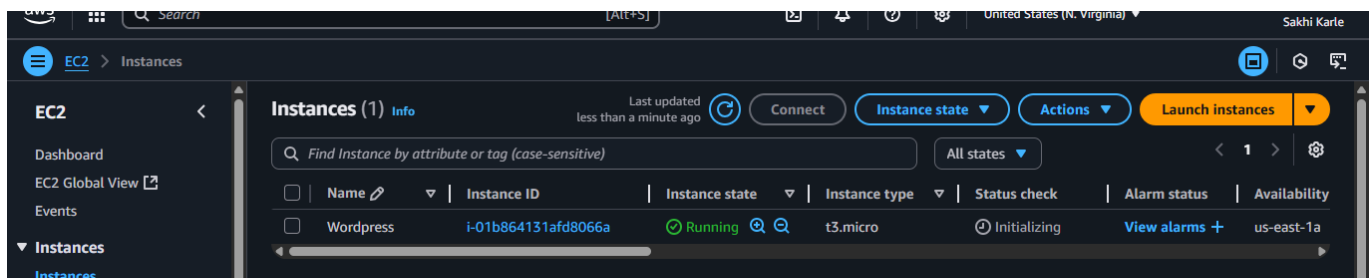 aws Search [Alt+S] United States (N. Virginia) ▼
Sakhi Karle
EC2 > Instances
EC2
Dashboard
EC2 Global View
Events
▼ Instances
Instances
Instances (1) Info
Last updated
less than a minute ago
Connect
Instance state ▼
Actions ▼
Launch instances ▼
Find Instance by attribute or tag (case-sensitive)
All states ▼
< 1 >
Name Instance ID Instance state Instance type Status check Alarm status Availability
Wordpress i-01b864131afd8066a Running t3.micro Initializing View alarms + us-east-1a